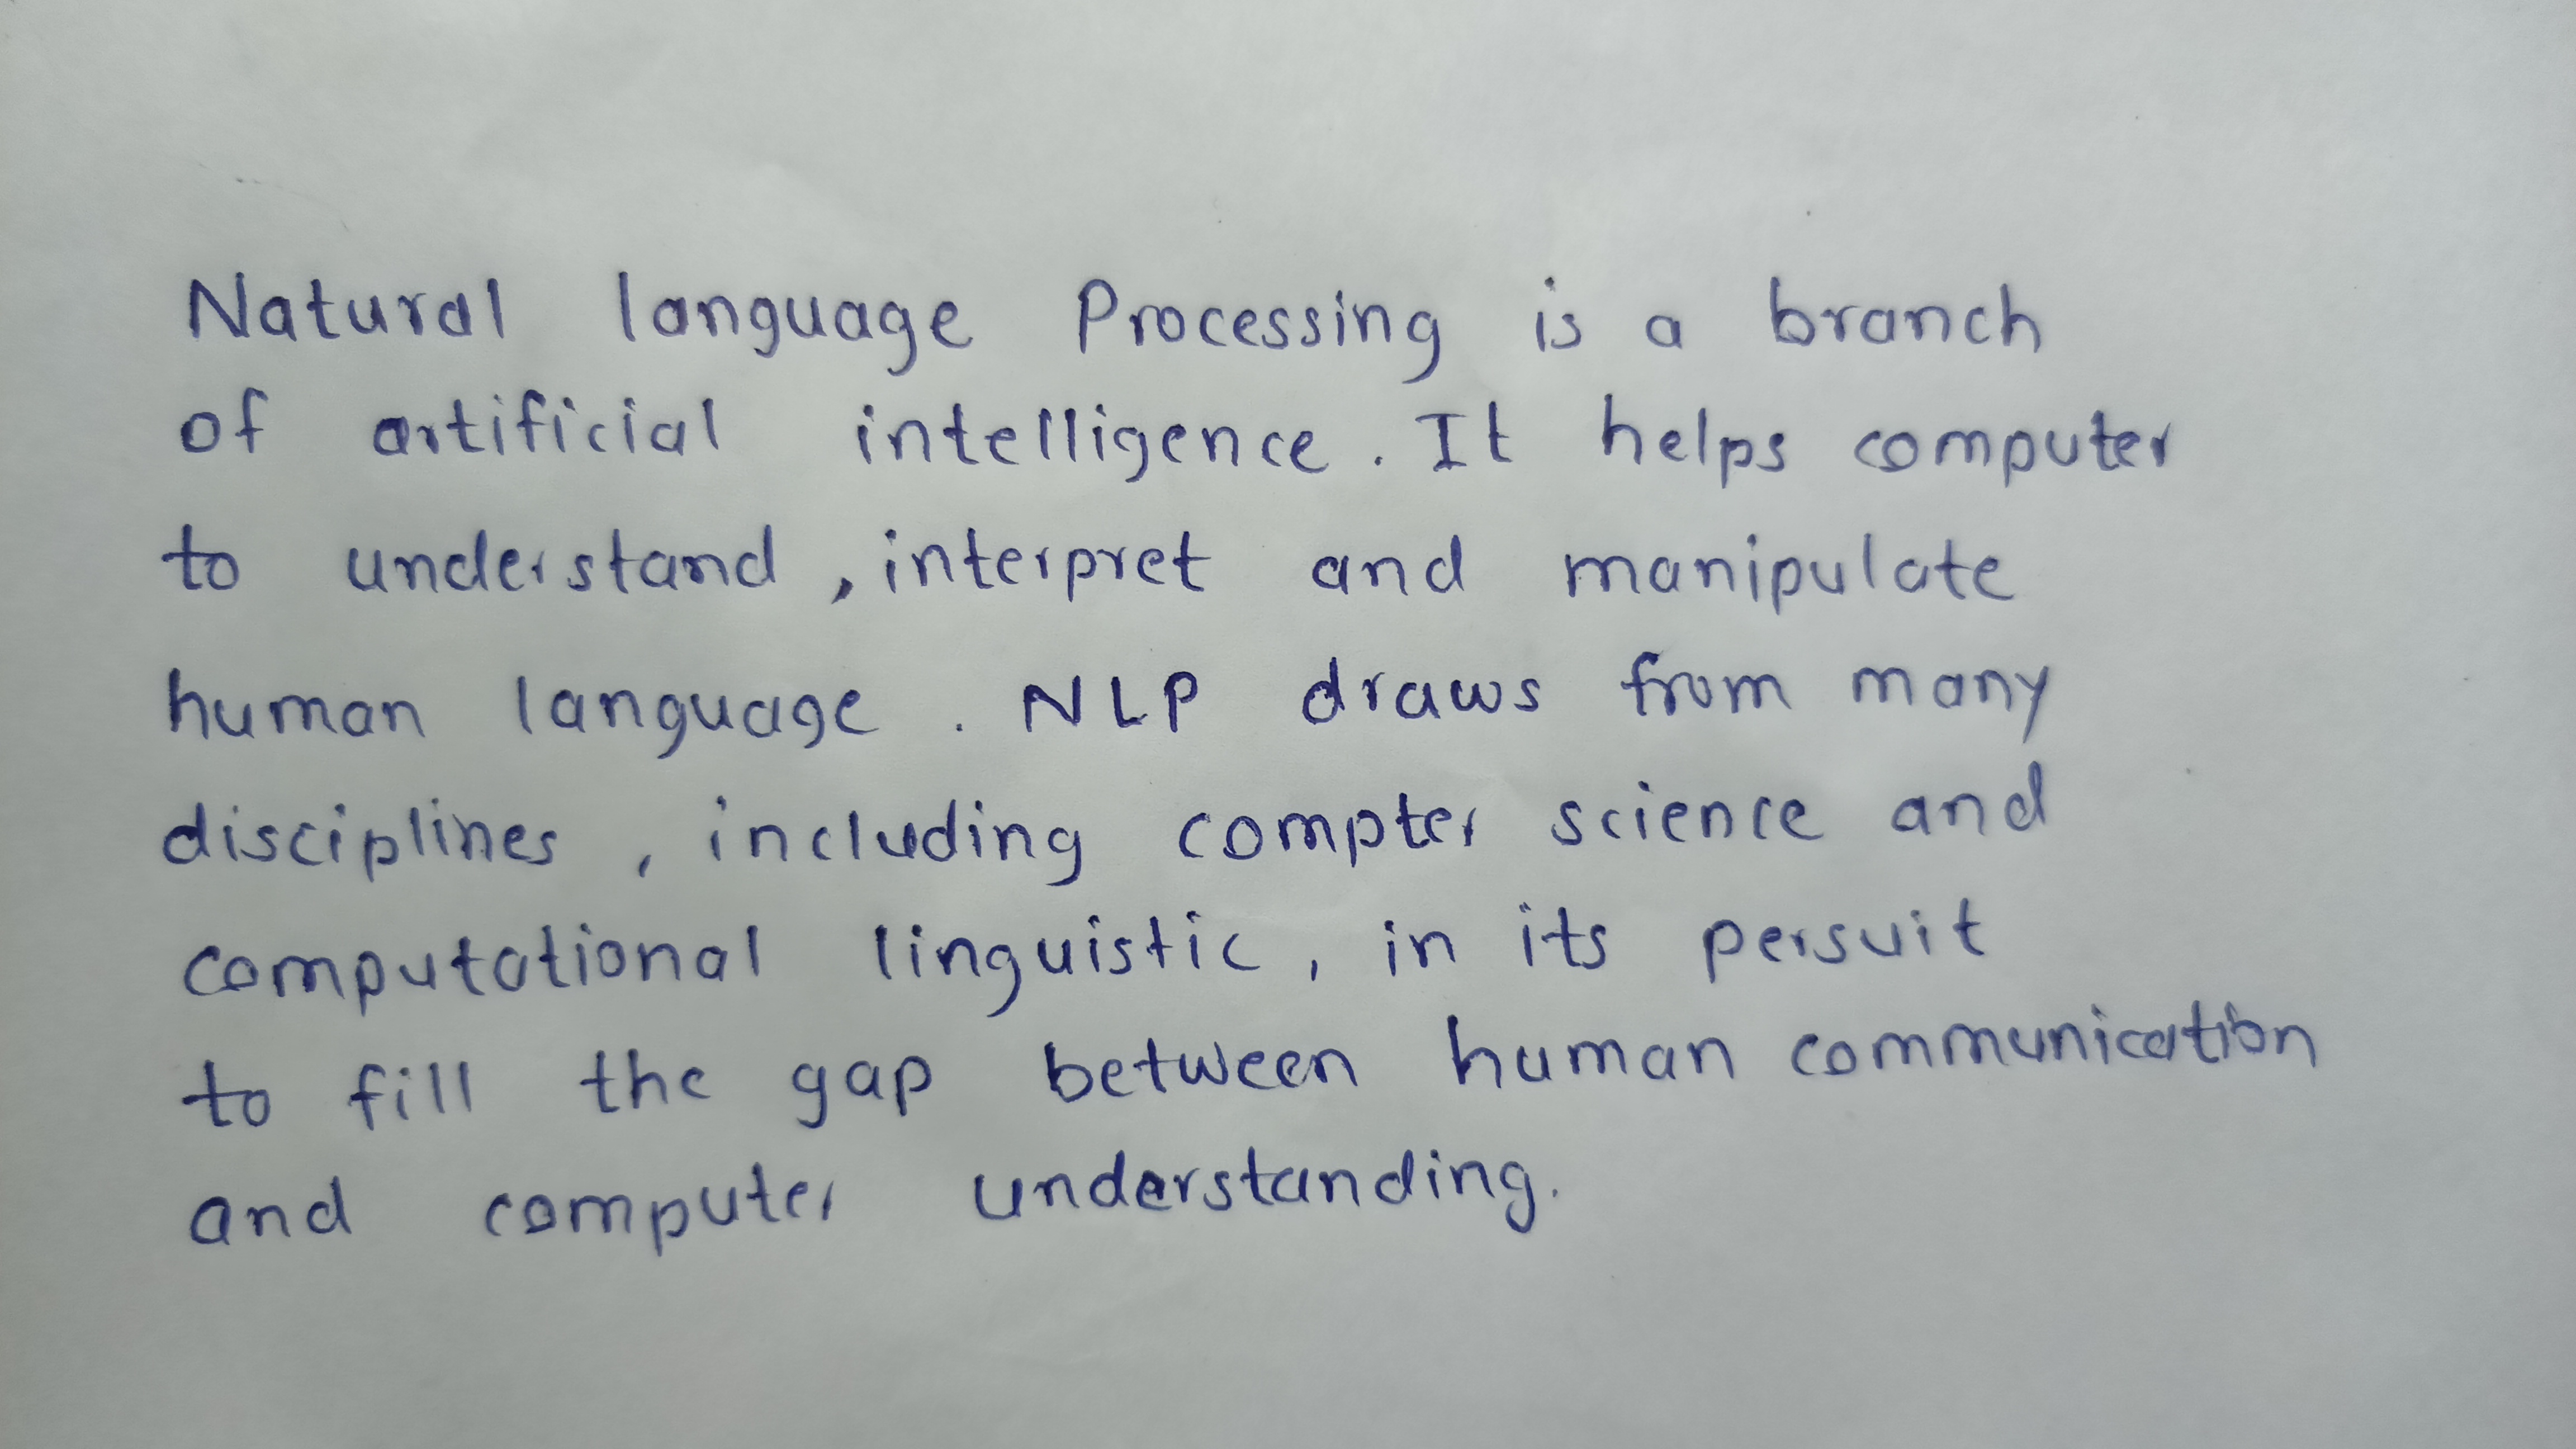 Natural language Processing is a branch
of artificial intelligence. It helps computer
to understand, interpret and manipulate
human language. NLP draws from many
disciplines, including compter science and
computational linguistic, in its persuit
to fill the gap between human communication
and computer understanding.